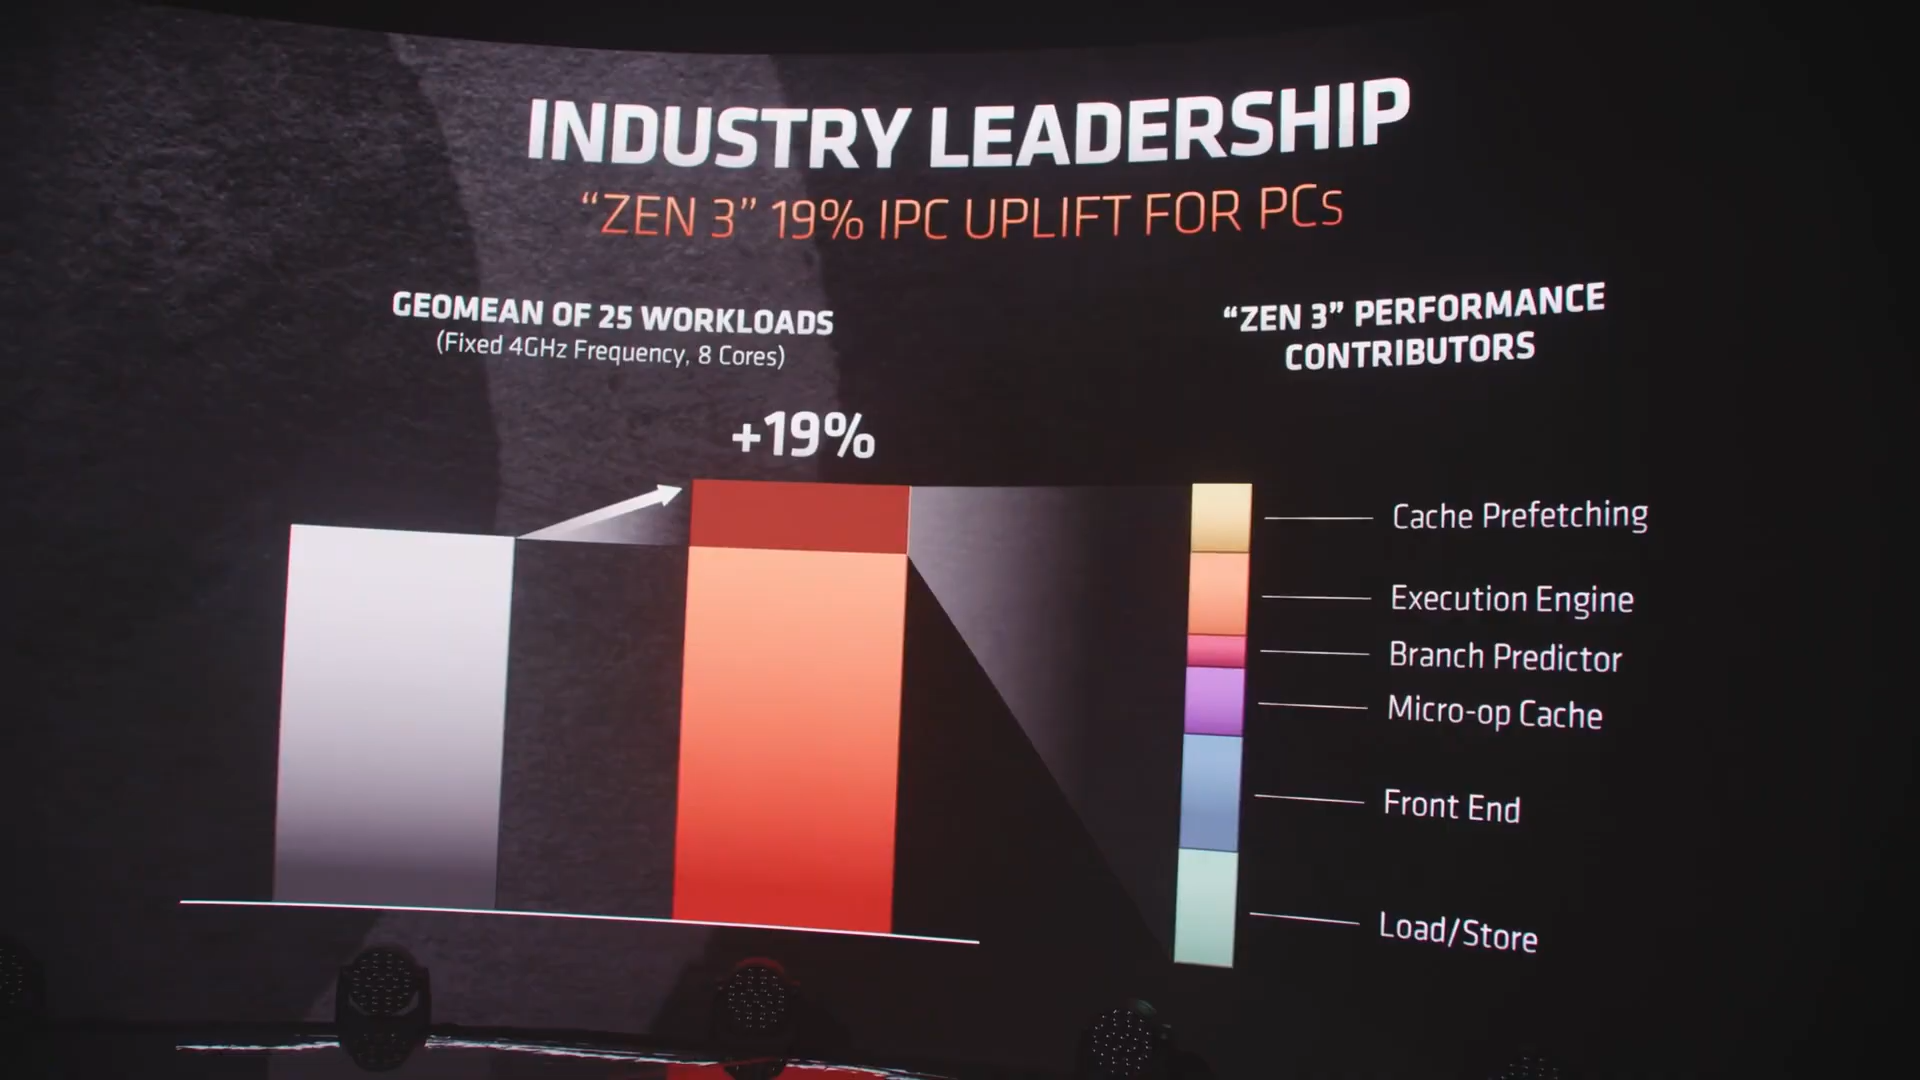 INDUSTRY LEADERSHIP
“ZEN 3” 19% IPC UPLIFT FOR PCs
GEOMEAN OF 25 WORKLOADS
(Fixed 4GHz Frequency, 8 Cores)
+19%
“ZEN 3” PERFORMANCE
CONTRIBUTORS
Cache Prefetching
Execution Engine
Branch Predictor
Micro-op Cache
Front End
Load/Store